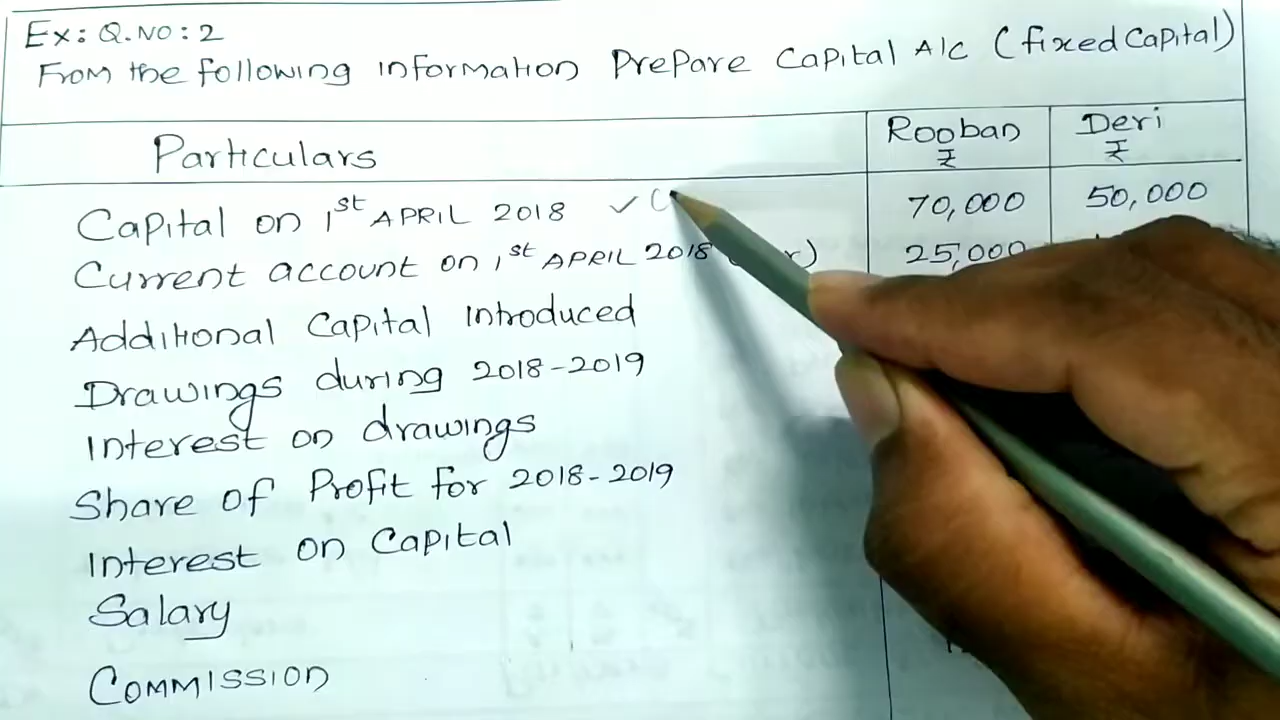 Ex: Q.NO: 2
From the following information Prepare Capital A/C (fixed Capital)
Particulars Rooban ₹ Deri ₹
Capital on 1st APRIL 2018 ✓ 70,000 50,000
Current account on 1st APRIL 2018 25,000
Additional Capital introduced
Drawings during 2018-2019
Interest on drawings
Share of Profit for 2018-2019
Interest on Capital
Salary
Commission